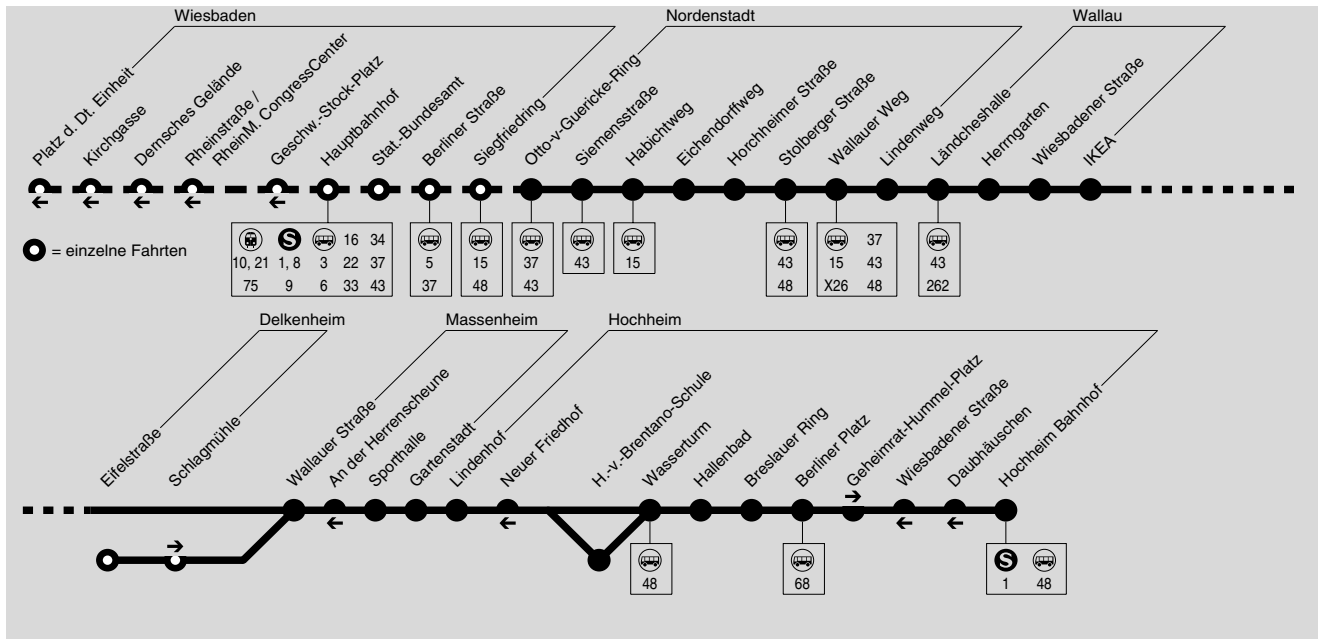 Wiesbaden
Nordenstadt
Wallau
Platz d. Dt. Einheit
Kirchgasse
Dernsches Gelände
Rheinstraße /
RheinM. CongressCenter
Geschw.-Stock-Platz
Hauptbahnhof
Stat.-Bundesamt
Berliner Straße
Siegfriedring
Otto-v-Guericke-Ring
Siemensstraße
Habichtweg
Eichendorffweg
Horchheimer Straße
Stolberger Straße
Wallauer Weg
Lindenweg
Ländcheshalle
Herrngarten
Wiesbadener Straße
IKEA
= einzelne Fahrten
S 16 34
10, 21 1, 8 3 22 37
75 9 6 33 43
5
37
15
48
37
43
43
15
43
48
37
15 43
X26 48
43
262
Delkenheim
Massenheim
Hochheim
Eifelstraße
Schlagmühle
Wallauer Straße
An der Herrenscheune
Sporthalle
Gartenstadt
Lindenhof
Neuer Friedhof
H.-v.-Brentano-Schule
Wasserturm
Hallenbad
Breslauer Ring
Berliner Platz
Geheimrat-Hummel-Platz
Wiesbadener Straße
Daubhäuschen
Hochheim Bahnhof
48
68
S
1 48